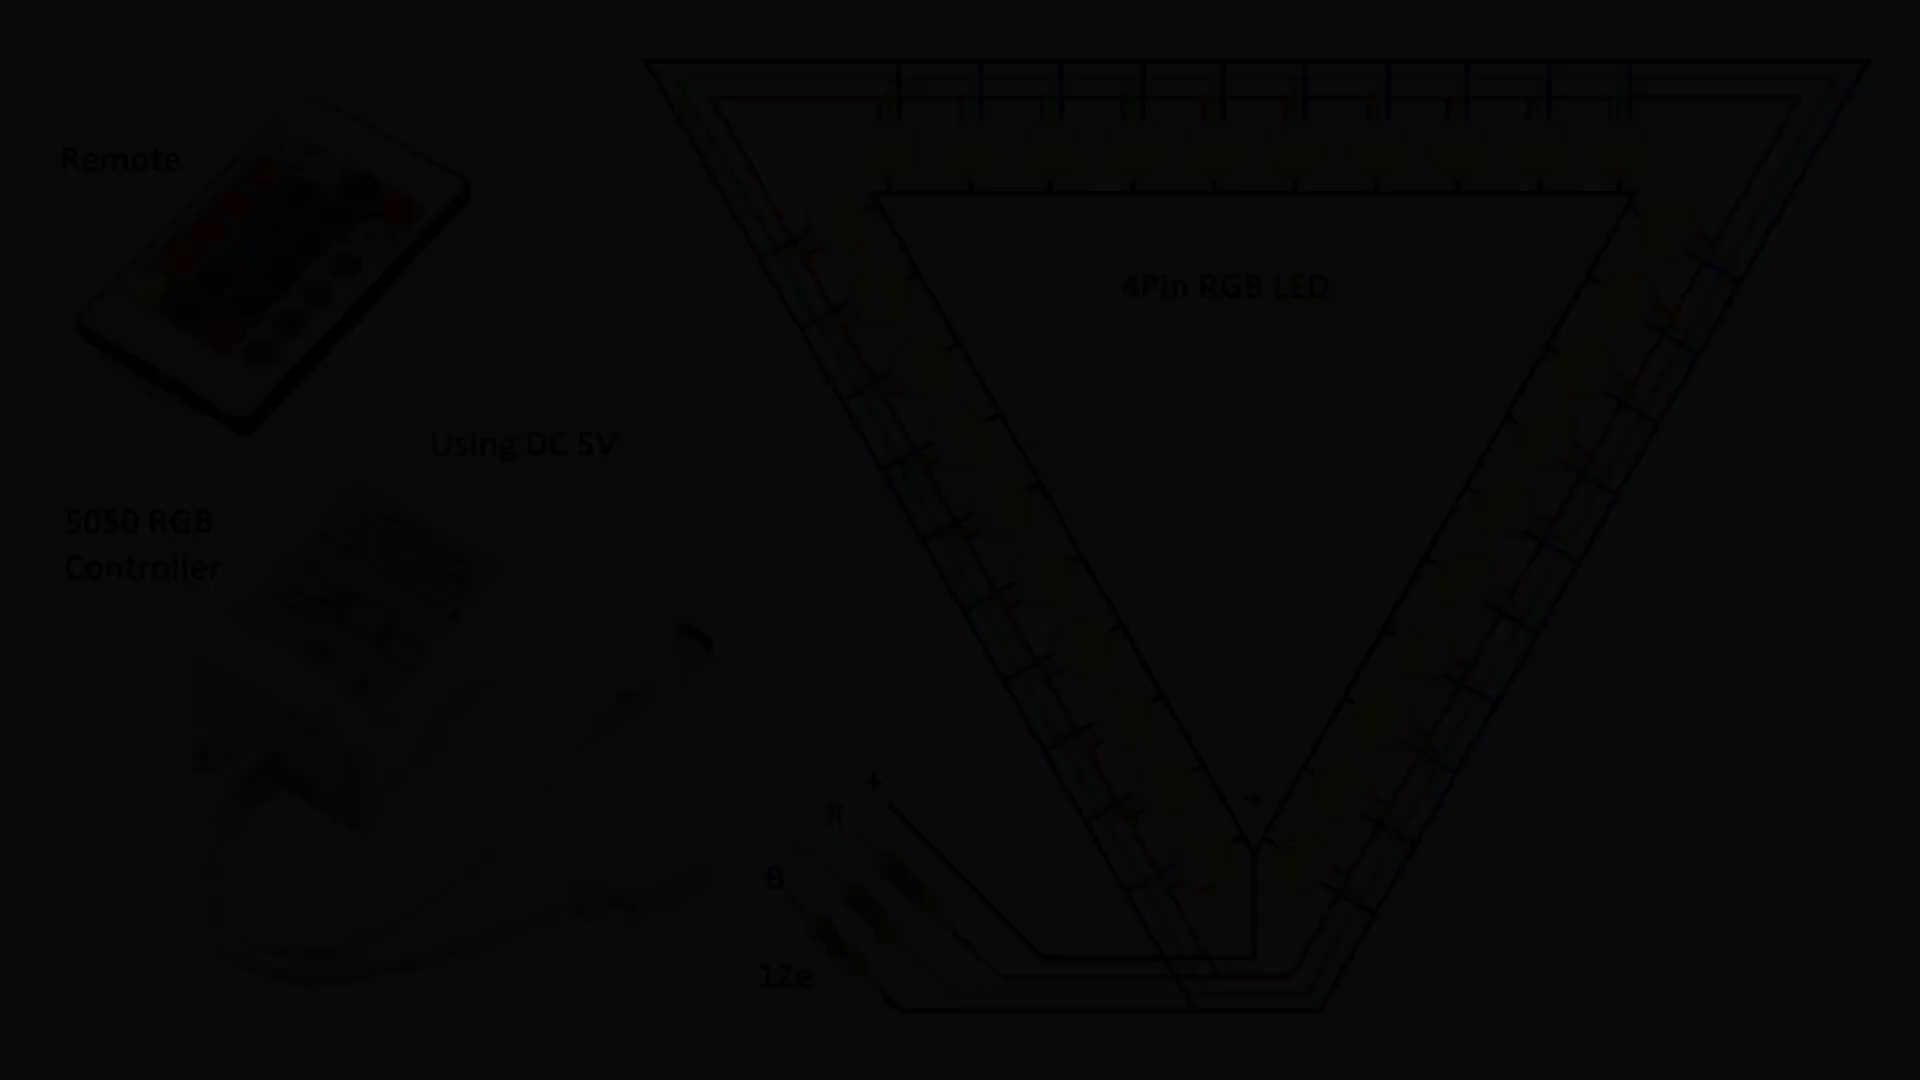 Remote
4Pin RGB LED
Using DC 5V
5050 RGB
Controller
+
+
R
B
12e